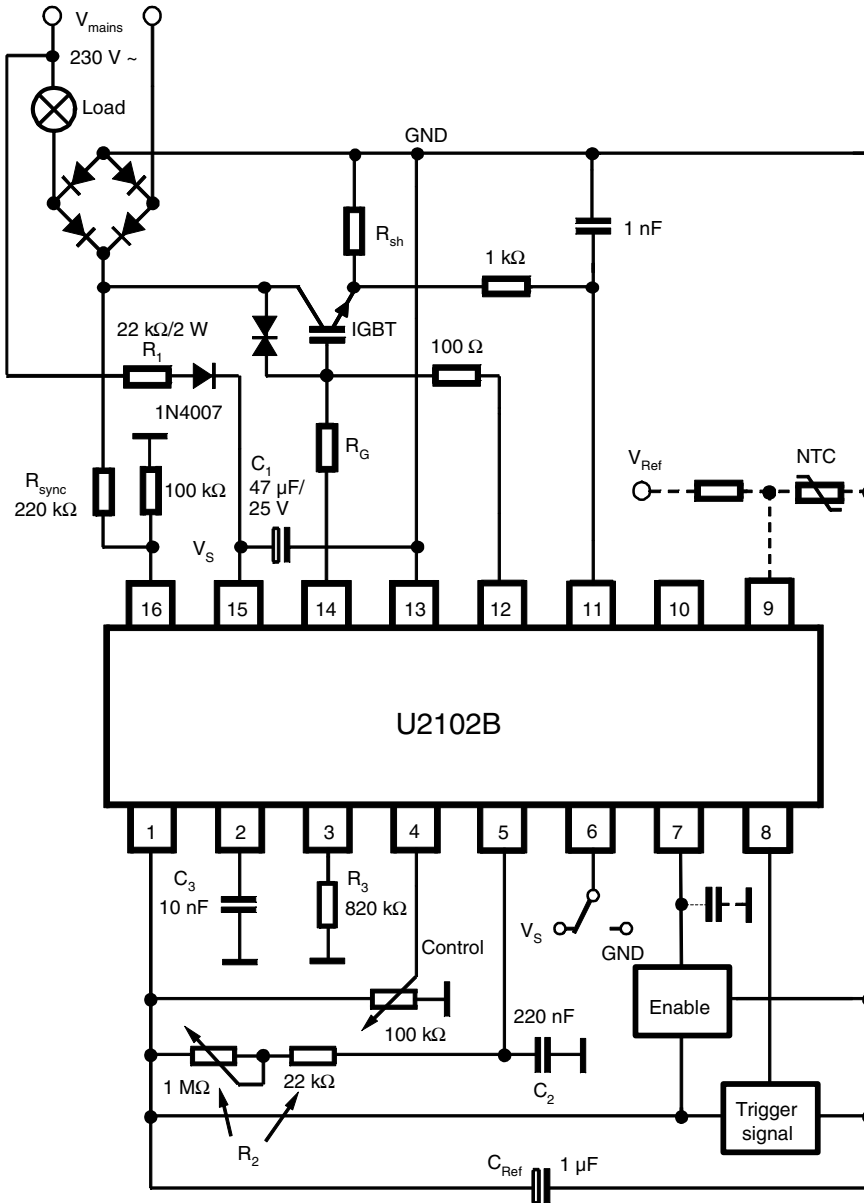 V_mains
230 V ~
Load
GND
R_sh
1 nF
1 kΩ
IGBT
22 kΩ/2 W
R_1
100 Ω
1N4007
R_G
C_1
47 µF/
25 V
R_sync
220 kΩ
100 kΩ
V_S
V_Ref
NTC
16
15
14
13
12
11
10
9
U2102B
1
2
3
4
5
6
7
8
C_3
10 nF
R_3
820 kΩ
Control
V_S
GND
100 kΩ
220 nF
C_2
Enable
1 MΩ
22 kΩ
R_2
Trigger
signal
C_Ref
1 µF